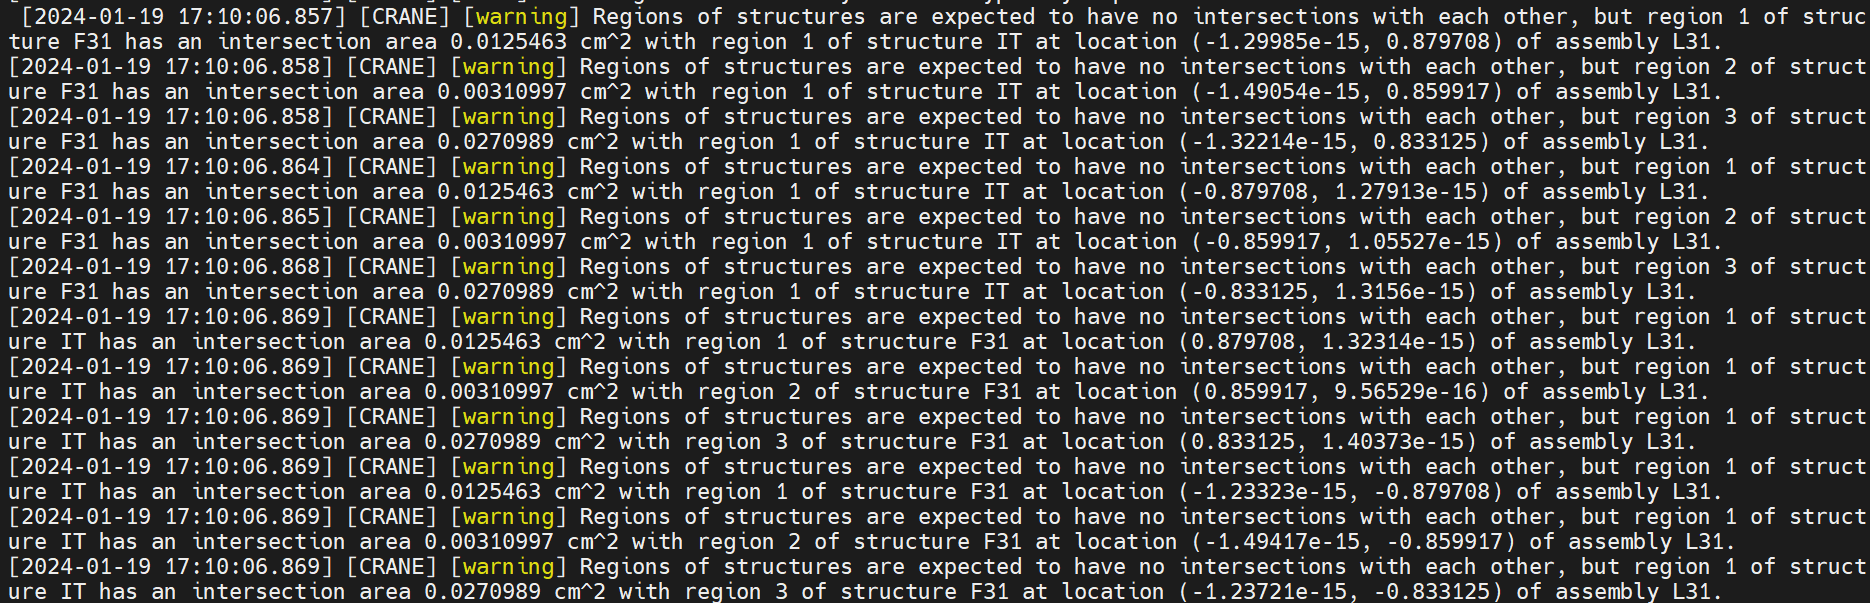 [2024-01-19 17:10:06.857] [CRANE] [warning] Regions of structures are expected to have no intersections with each other, but region 1 of struc
ture F31 has an intersection area 0.0125463 cm^2 with region 1 of structure IT at location (-1.29985e-15, 0.879708) of assembly L31.
[2024-01-19 17:10:06.858] [CRANE] [warning] Regions of structures are expected to have no intersections with each other, but region 2 of struct
ure F31 has an intersection area 0.00310997 cm^2 with region 1 of structure IT at location (-1.49054e-15, 0.859917) of assembly L31.
[2024-01-19 17:10:06.858] [CRANE] [warning] Regions of structures are expected to have no intersections with each other, but region 3 of struct
ure F31 has an intersection area 0.0270989 cm^2 with region 1 of structure IT at location (-1.32214e-15, 0.833125) of assembly L31.
[2024-01-19 17:10:06.864] [CRANE] [warning] Regions of structures are expected to have no intersections with each other, but region 1 of struct
ure F31 has an intersection area 0.0125463 cm^2 with region 1 of structure IT at location (-0.879708, 1.27913e-15) of assembly L31.
[2024-01-19 17:10:06.865] [CRANE] [warning] Regions of structures are expected to have no intersections with each other, but region 2 of struct
ure F31 has an intersection area 0.00310997 cm^2 with region 1 of structure IT at location (-0.859917, 1.05527e-15) of assembly L31.
[2024-01-19 17:10:06.868] [CRANE] [warning] Regions of structures are expected to have no intersections with each other, but region 3 of struct
ure F31 has an intersection area 0.0270989 cm^2 with region 1 of structure IT at location (-0.833125, 1.3156e-15) of assembly L31.
[2024-01-19 17:10:06.869] [CRANE] [warning] Regions of structures are expected to have no intersections with each other, but region 1 of struct
ure IT has an intersection area 0.0125463 cm^2 with region 1 of structure F31 at location (0.879708, 1.32314e-15) of assembly L31.
[2024-01-19 17:10:06.869] [CRANE] [warning] Regions of structures are expected to have no intersections with each other, but region 1 of struct
ure IT has an intersection area 0.00310997 cm^2 with region 2 of structure F31 at location (0.859917, 9.56529e-16) of assembly L31.
[2024-01-19 17:10:06.869] [CRANE] [warning] Regions of structures are expected to have no intersections with each other, but region 1 of struct
ure IT has an intersection area 0.0270989 cm^2 with region 3 of structure F31 at location (0.833125, 1.40373e-15) of assembly L31.
[2024-01-19 17:10:06.869] [CRANE] [warning] Regions of structures are expected to have no intersections with each other, but region 1 of struct
ure IT has an intersection area 0.0125463 cm^2 with region 1 of structure F31 at location (-1.23323e-15, -0.879708) of assembly L31.
[2024-01-19 17:10:06.869] [CRANE] [warning] Regions of structures are expected to have no intersections with each other, but region 1 of struct
ure IT has an intersection area 0.00310997 cm^2 with region 2 of structure F31 at location (-1.49417e-15, -0.859917) of assembly L31.
[2024-01-19 17:10:06.869] [CRANE] [warning] Regions of structures are expected to have no intersections with each other, but region 1 of struct
ure IT has an intersection area 0.0270989 cm^2 with region 3 of structure F31 at location (-1.23721e-15, -0.833125) of assembly L31.